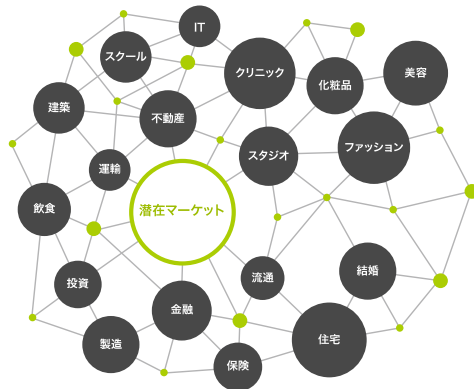 IT
スクール
クリニック
化粧品
美容
建築
不動産
スタジオ
ファッション
運輸
飲食
潜在マーケット
投資
流通
結婚
金融
製造
住宅
保険